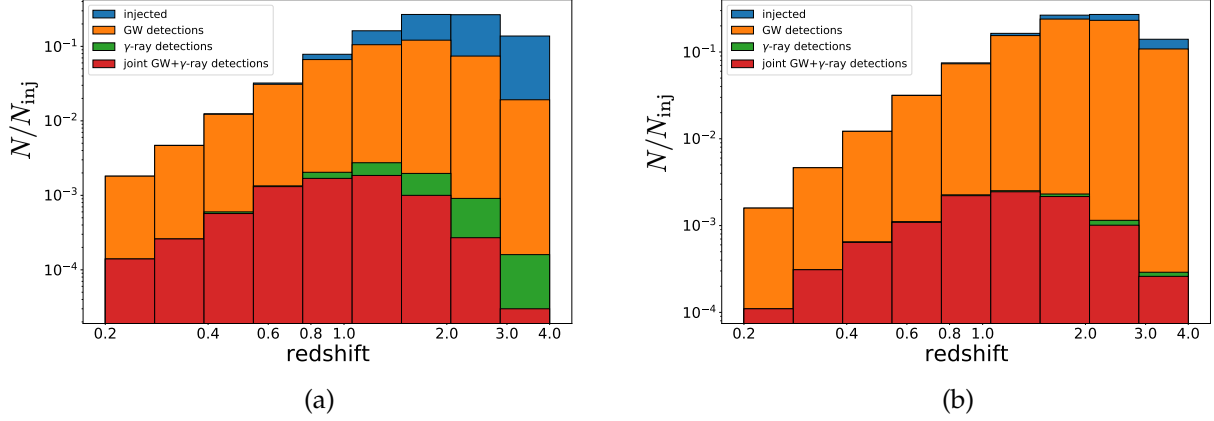 injected
GW detections
γ-ray detections
joint GW+γ-ray detections
10⁻¹
10⁻²
10⁻³
10⁻⁴
N/N_inj
0.2 0.4 0.6 0.8 1.0 2.0 3.0 4.0
redshift
(a)
injected
GW detections
γ-ray detections
joint GW+γ-ray detections
10⁻¹
10⁻²
10⁻³
10⁻⁴
N/N_inj
0.2 0.4 0.6 0.8 1.0 2.0 3.0 4.0
redshift
(b)